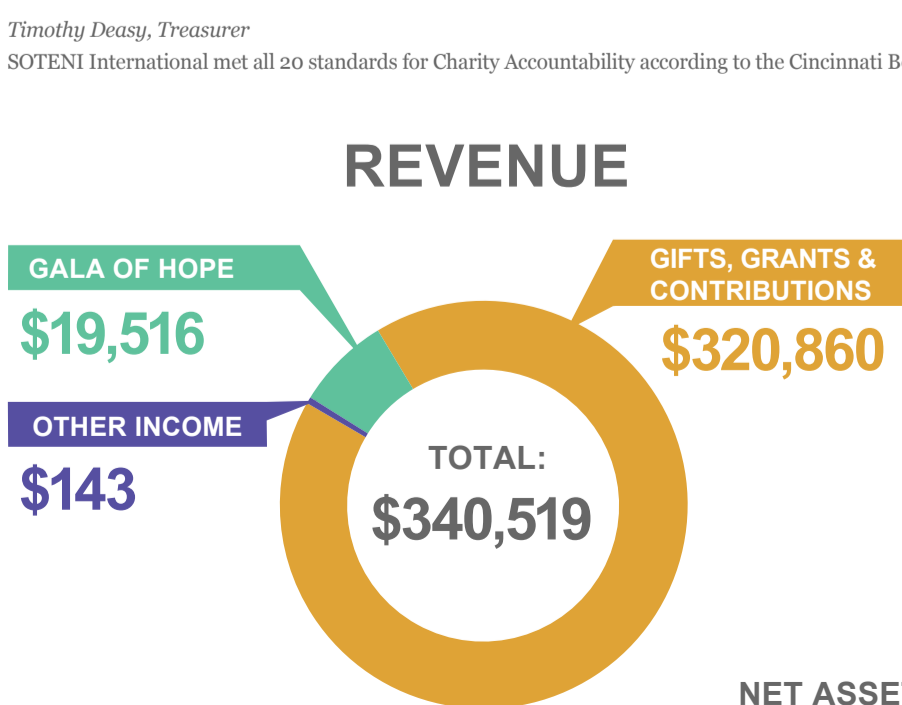 Timothy Deasy, Treasurer
SOTENI International met all 20 standards for Charity Accountability according to the Cincinnati
REVENUE
GALA OF HOPE
$19,516
GIFTS, GRANTS &
CONTRIBUTIONS
$320,860
OTHER INCOME
$143
TOTAL:
$340,519
NET